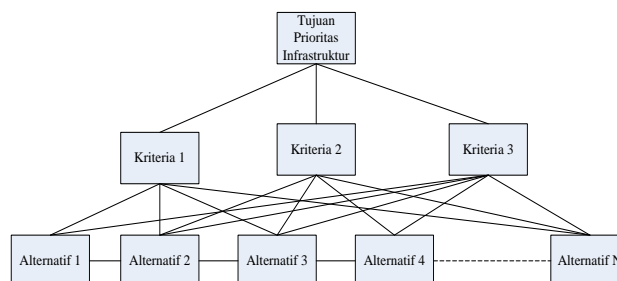 Tujuan
Prioritas
Infrastruktur
Kriteria 1
Kriteria 2
Kriteria 3
Alternatif 1
Alternatif 2
Alternatif 3
Alternatif 4
Alternatif N